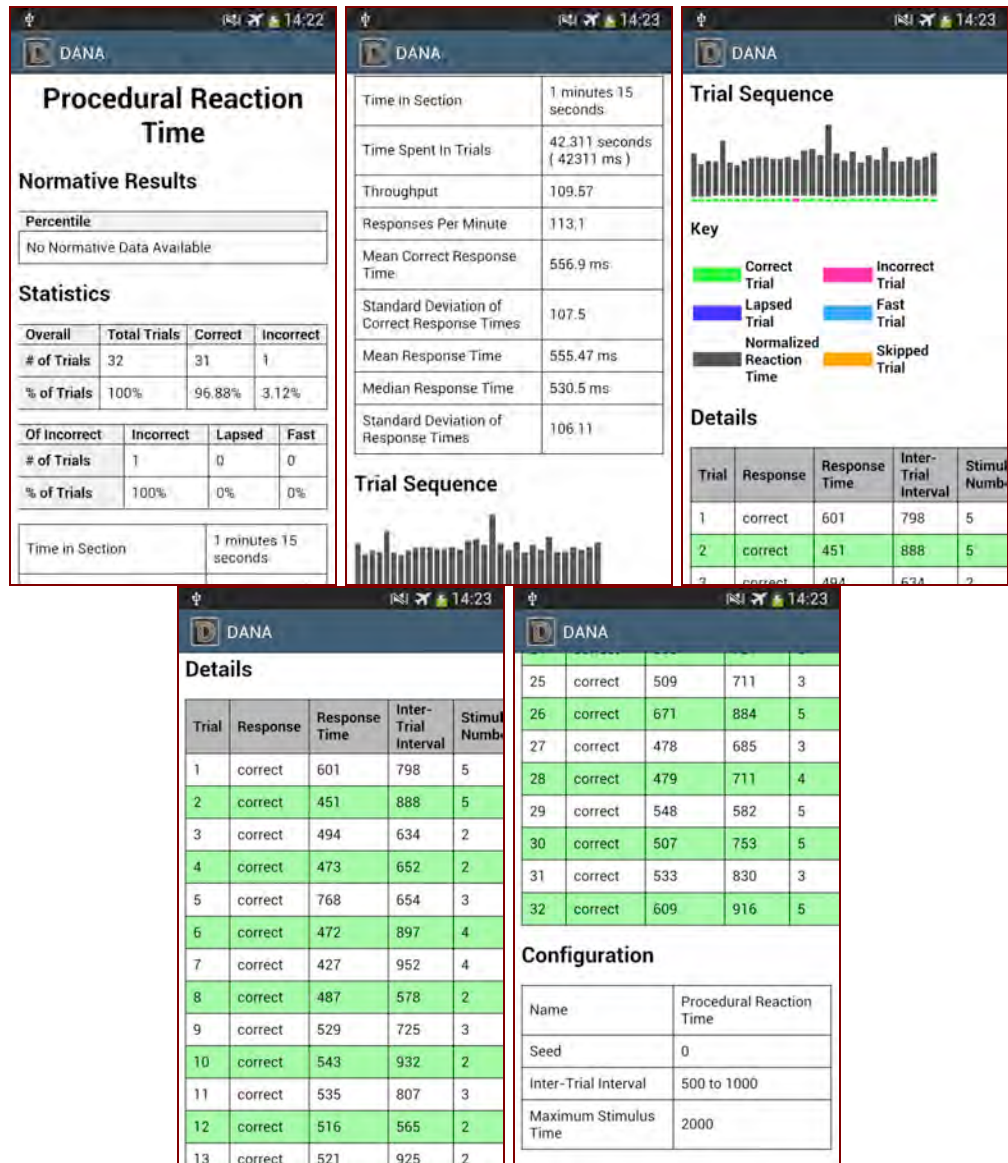 14:22
DANA
Procedural Reaction
Time
Normative Results
Percentile
No Normative Data Available
Statistics
Overall Total Trials Correct Incorrect
# of Trials 32 31 1
% of Trials 100% 96.88% 3.12%
Of Incorrect Incorrect Lapsed Fast
# of Trials 1 0 0
% of Trials 100% 0% 0%
Time in Section 1 minutes 15
seconds
14:23
DANA
Time in Section 1 minutes 15
seconds
Time Spent In Trials 42.311 seconds
( 42311 ms )
Throughput 109.57
Responses Per Minute 113.1
Mean Correct Response
Time 556.9 ms
Standard Deviation of
Correct Response Times 107.5
Mean Response Time 555.47 ms
Median Response Time 530.5 ms
Standard Deviation of
Response Times 106.11
Trial Sequence
14:23
DANA
Trial Sequence
Key
Correct
Trial
Incorrect
Trial
Lapsed
Trial
Fast
Trial
Normalized
Reaction
Time
Skipped
Trial
Details
Trial Response Response
Time Inter-
Trial
Interval Stimul
Numb
1 correct 601 798 5
2 correct 451 888 5
3 correct 494 634 2
14:23
DANA
Details
Trial Response Response
Time Inter-
Trial
Interval Stimul
Numb
1 correct 601 798 5
2 correct 451 888 5
3 correct 494 634 2
4 correct 473 652 2
5 correct 768 654 3
6 correct 472 897 4
7 correct 427 952 4
8 correct 487 578 2
9 correct 529 725 3
10 correct 543 932 2
11 correct 535 807 3
12 correct 516 565 2
13 correct 521 925 2
14:23
DANA
25 correct 509 711 3
26 correct 671 884 5
27 correct 478 685 3
28 correct 479 711 4
29 correct 548 582 5
30 correct 507 753 5
31 correct 533 830 3
32 correct 609 916 5
Configuration
Name Procedural Reaction
Time
Seed 0
Inter-Trial Interval 500 to 1000
Maximum Stimulus
Time 2000